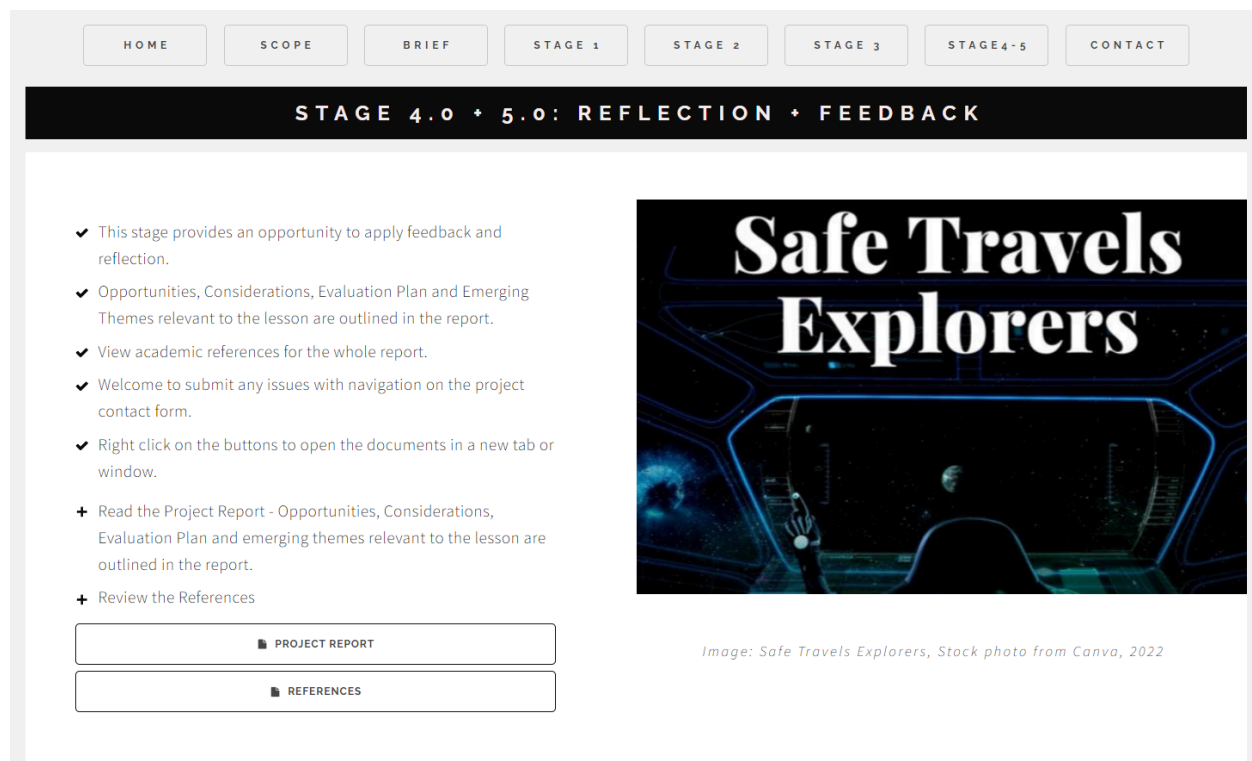 HOME
SCOPE
BRIEF
STAGE 1
STAGE 2
STAGE 3
STAGE4-5
CONTACT
STAGE 4.0 + 5.0: REFLECTION + FEEDBACK
This stage provides an opportunity to apply feedback and
reflection.
Opportunities, Considerations, Evaluation Plan and Emerging
Themes relevant to the lesson are outlined in the report.
View academic references for the whole report.
Welcome to submit any issues with navigation on the project
contact form.
Right click on the buttons to open the documents in a new tab or
window.
Read the Project Report - Opportunities, Considerations,
Evaluation Plan and emerging themes relevant to the lesson are
outlined in the report.
Review the References
PROJECT REPORT
REFERENCES
Safe Travels
Explorers
Image: Safe Travels Explorers, Stock photo from Canva, 2022